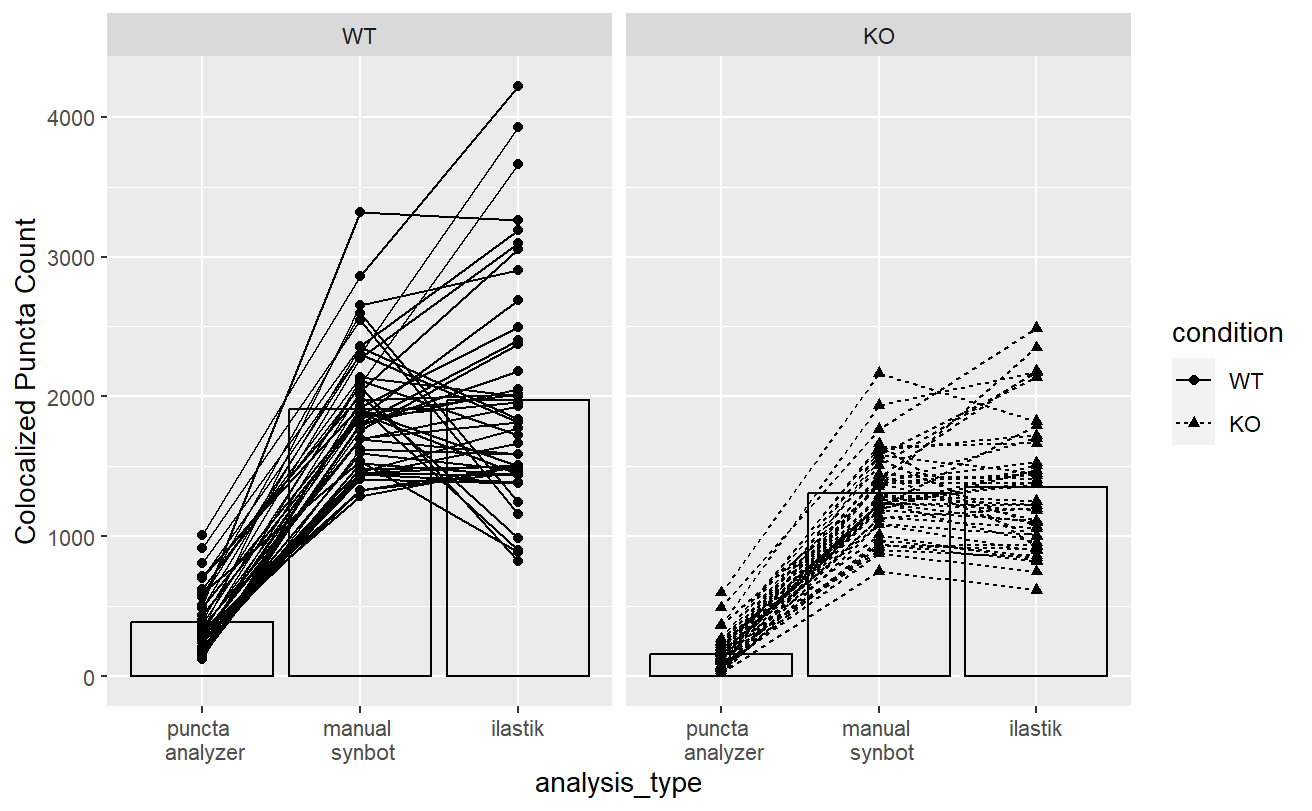 WT
KO
Colocalized Puncta Count
4000
3000
2000
1000
0
puncta
analyzer
manual
synbot
ilastik
puncta
analyzer
manual
synbot
ilastik
analysis_type
condition
WT
KO